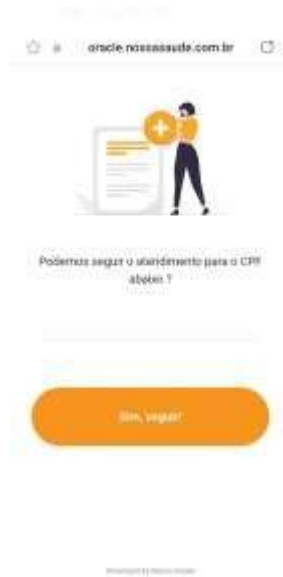 oracle.nossasaude.com.br
Podemos seguir o atendimento para o CPF
abaixo ?
Sim, seguir!